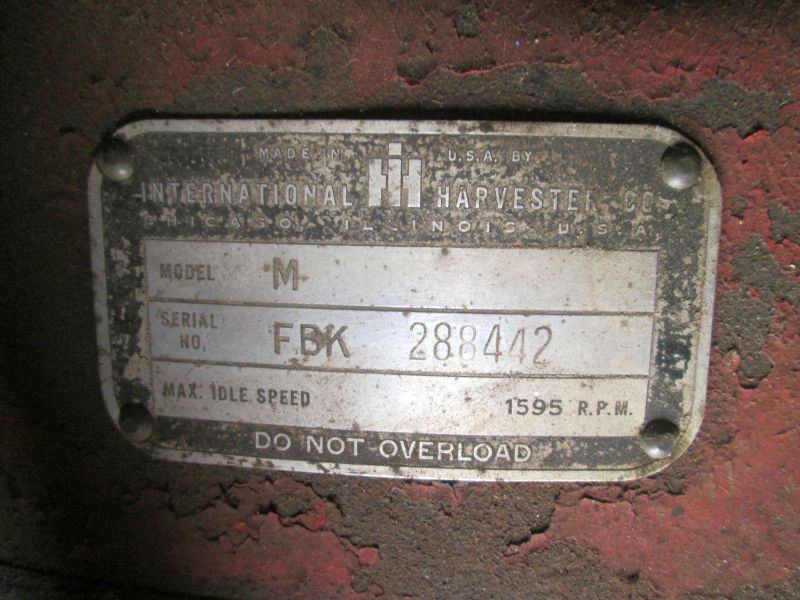 MADE IN IH U.S.A. BY
INTERNATIONAL HARVESTER CO.
CHICAGO, ILLINOIS, U.S.A.
MODEL M
SERIAL NO. FBK 288442
MAX. IDLE SPEED 1595 R.P.M.
DO NOT OVERLOAD